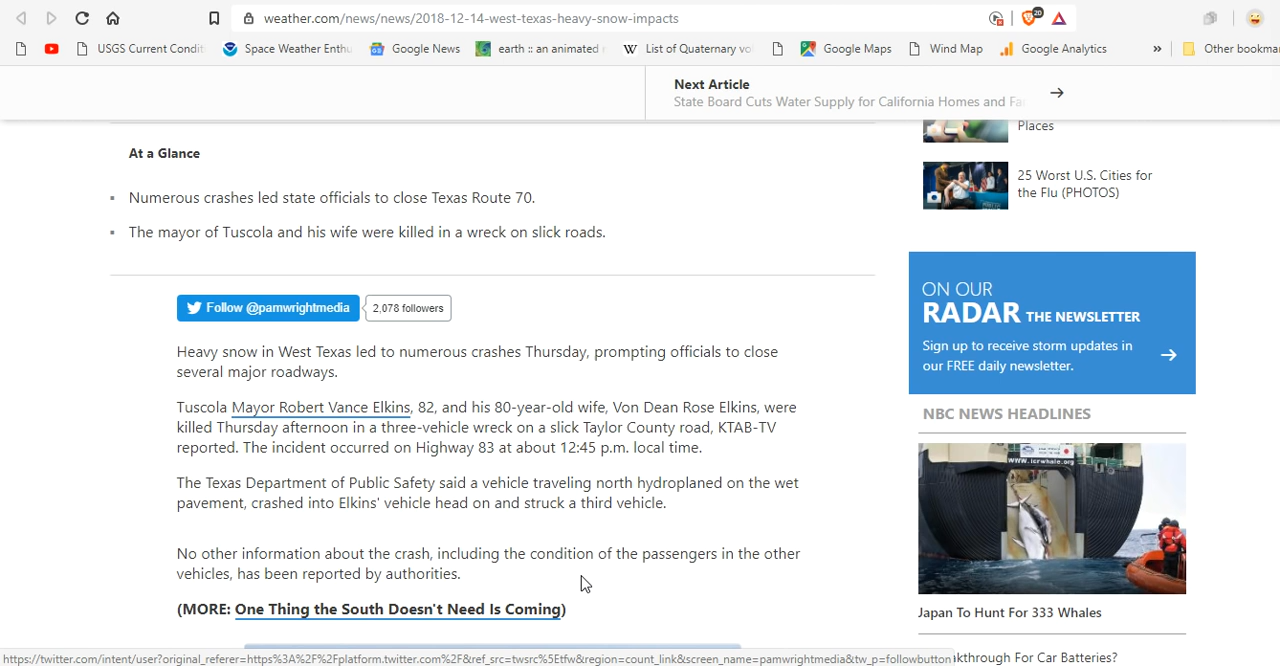 weather.com/news/news/2018-12-14-west-texas-heavy-snow-impacts
20
USGS Current Condit
Space Weather Enthu
Google News
earth :: an animated
W
List of Quaternary vo
Google Maps
Wind Map
Google Analytics
»
Other bookma
Next Article
State Board Cuts Water Supply for California Homes and Fa
Places
At a Glance
25 Worst U.S. Cities for
the Flu (PHOTOS)
Numerous crashes led state officials to close Texas Route 70.
The mayor of Tuscola and his wife were killed in a wreck on slick roads.
Follow @pamwrightmedia
2,078 followers
Heavy snow in West Texas led to numerous crashes Thursday, prompting officials to close
several major roadways.
Tuscola Mayor Robert Vance Elkins, 82, and his 80-year-old wife, Von Dean Rose Elkins, were
killed Thursday afternoon in a three-vehicle wreck on a slick Taylor County road, KTAB-TV
reported. The incident occurred on Highway 83 at about 12:45 p.m. local time.
The Texas Department of Public Safety said a vehicle traveling north hydroplaned on the wet
pavement, crashed into Elkins' vehicle head on and struck a third vehicle.
No other information about the crash, including the condition of the passengers in the other
vehicles, has been reported by authorities.
(MORE: One Thing the South Doesn't Need Is Coming)
ON OUR
RADAR THE NEWSLETTER
Sign up to receive storm updates in
our FREE daily newsletter.
NBC NEWS HEADLINES
WWW.icrwhale.org
Japan To Hunt For 333 Whales
akthrough For Car Batteries?
https://twitter.com/intent/user?original_referer=https%3A%2F%2Fplatform.twitter.com%2F&ref_src=twsrc%5Etfw&region=count_link&screen_name=pamwrightmedia&tw_p=followbutton